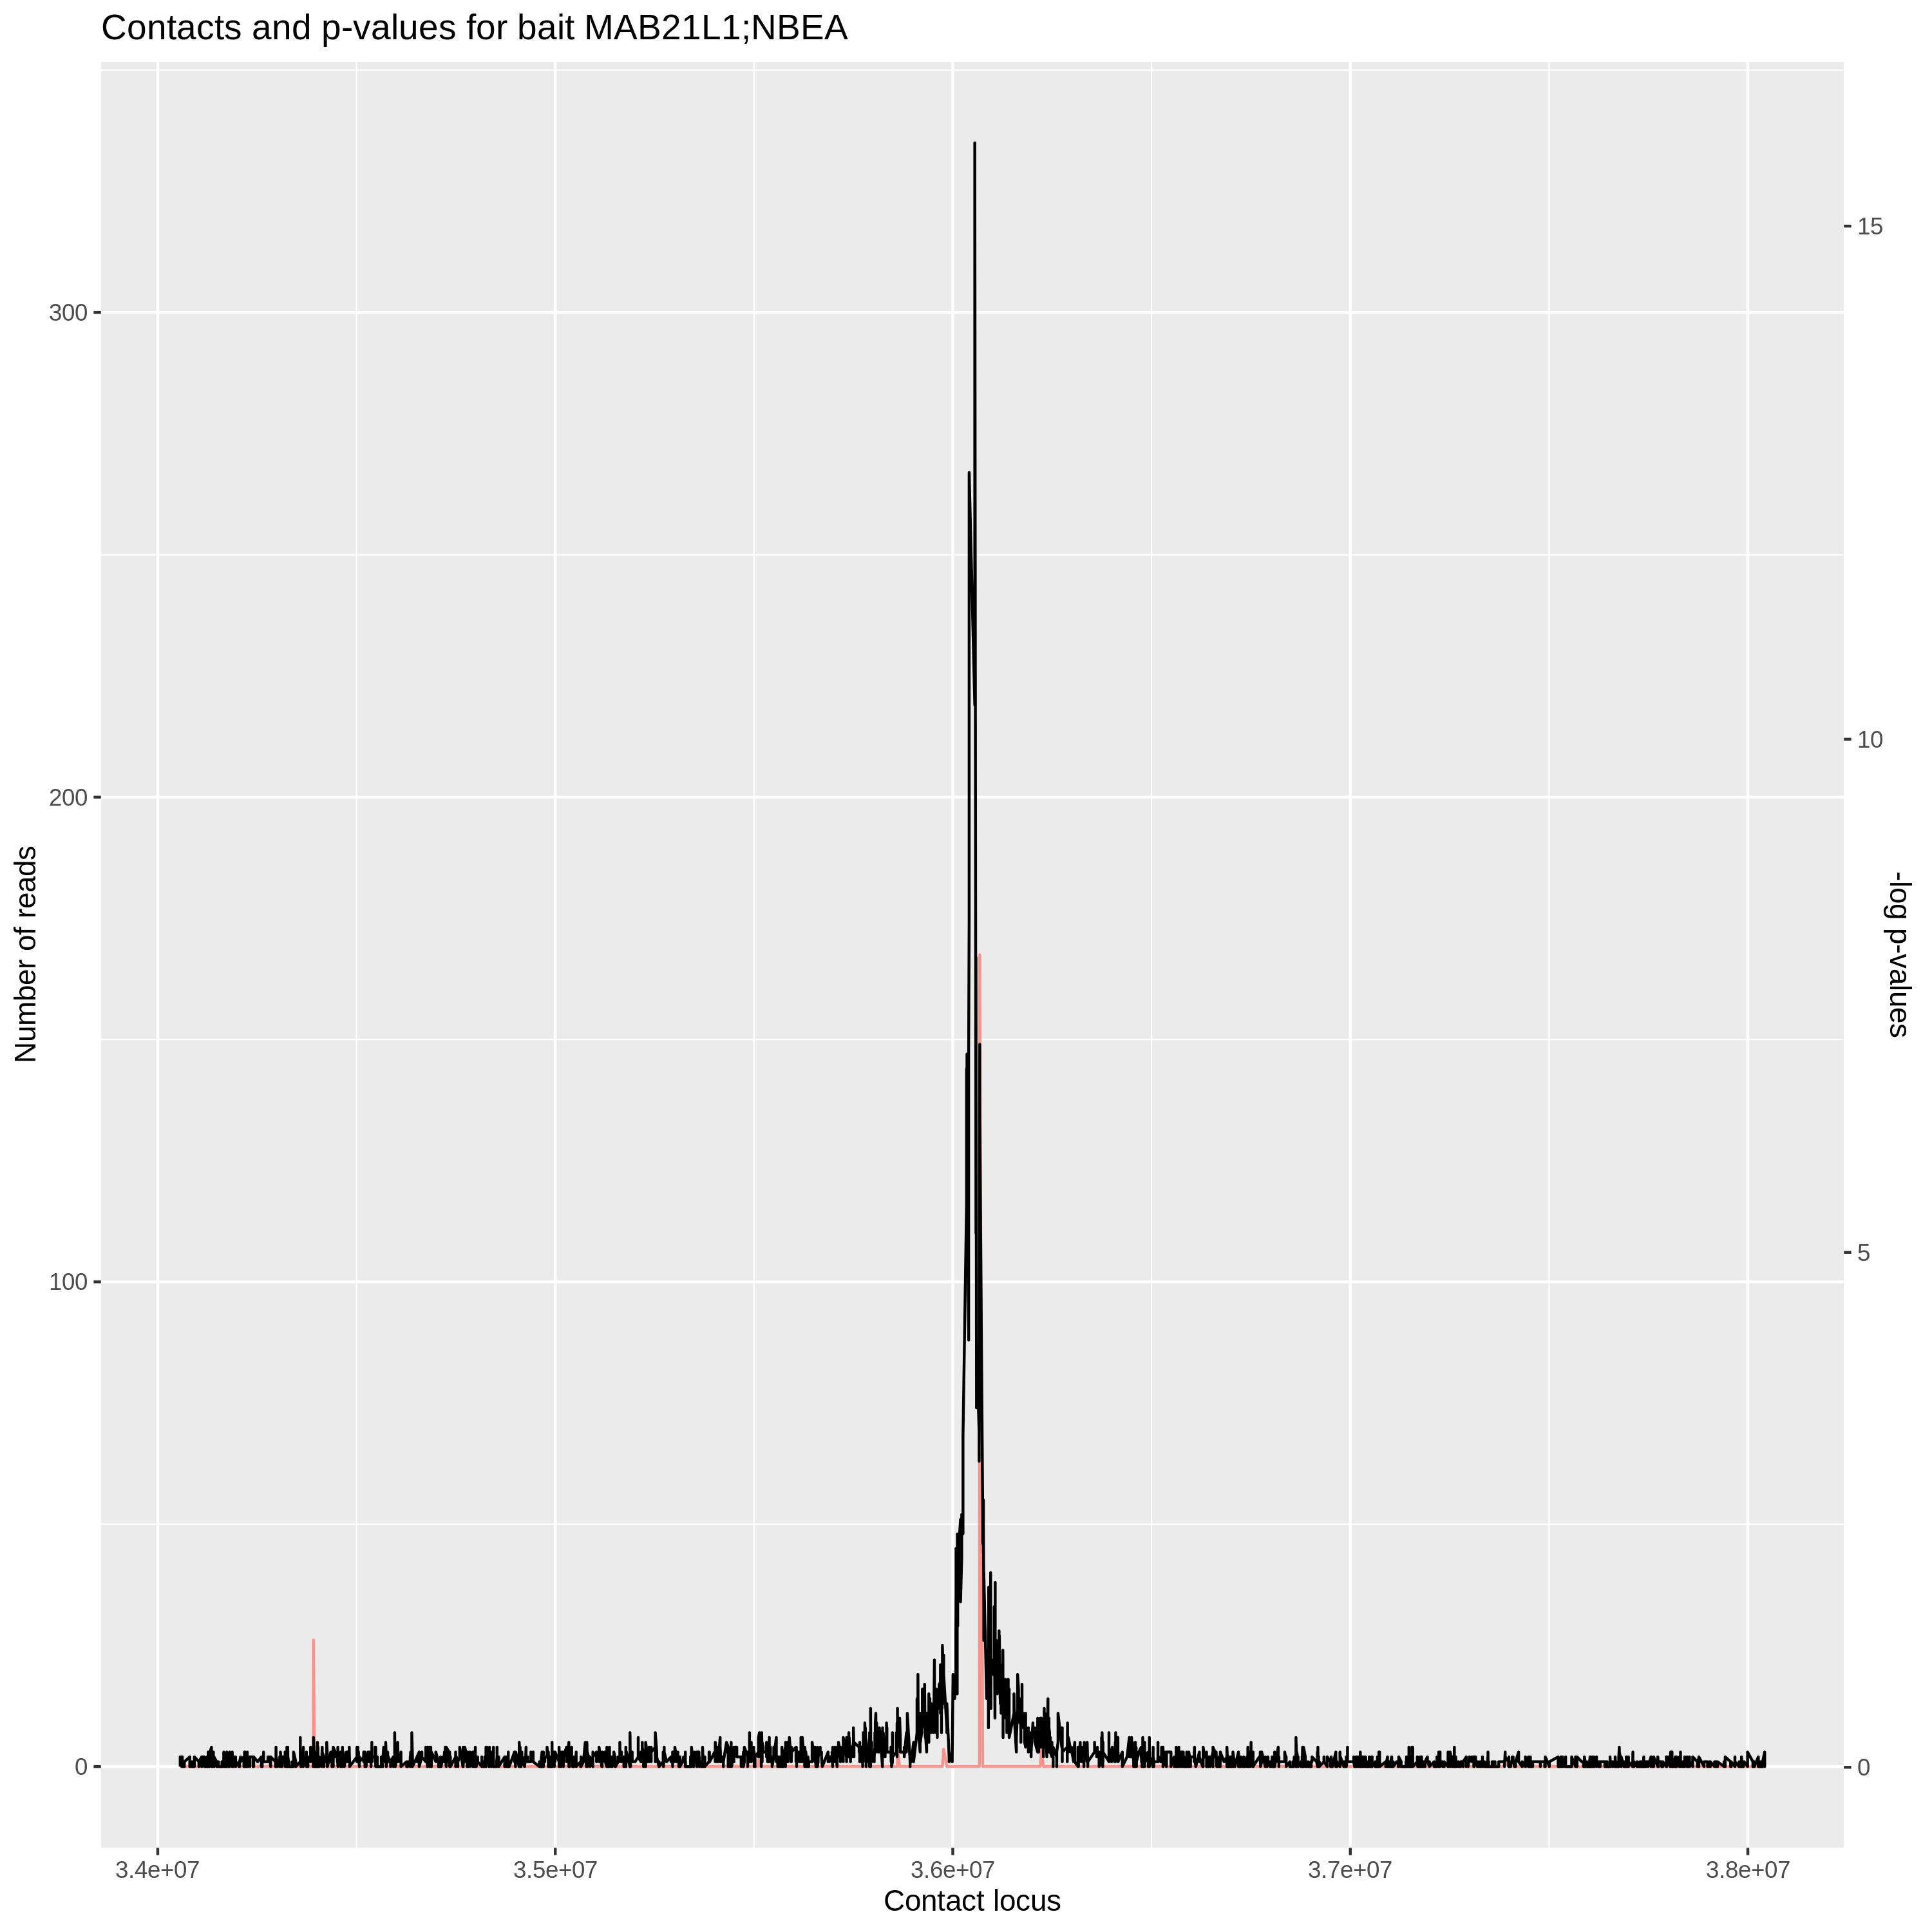 Contacts and p-values for bait MAB21L1;NBEA
300
200
100
0
Number of reads
15
10
5
0
-log p-values
3.4e+07
3.5e+07
3.6e+07
3.7e+07
3.8e+07
Contact locus